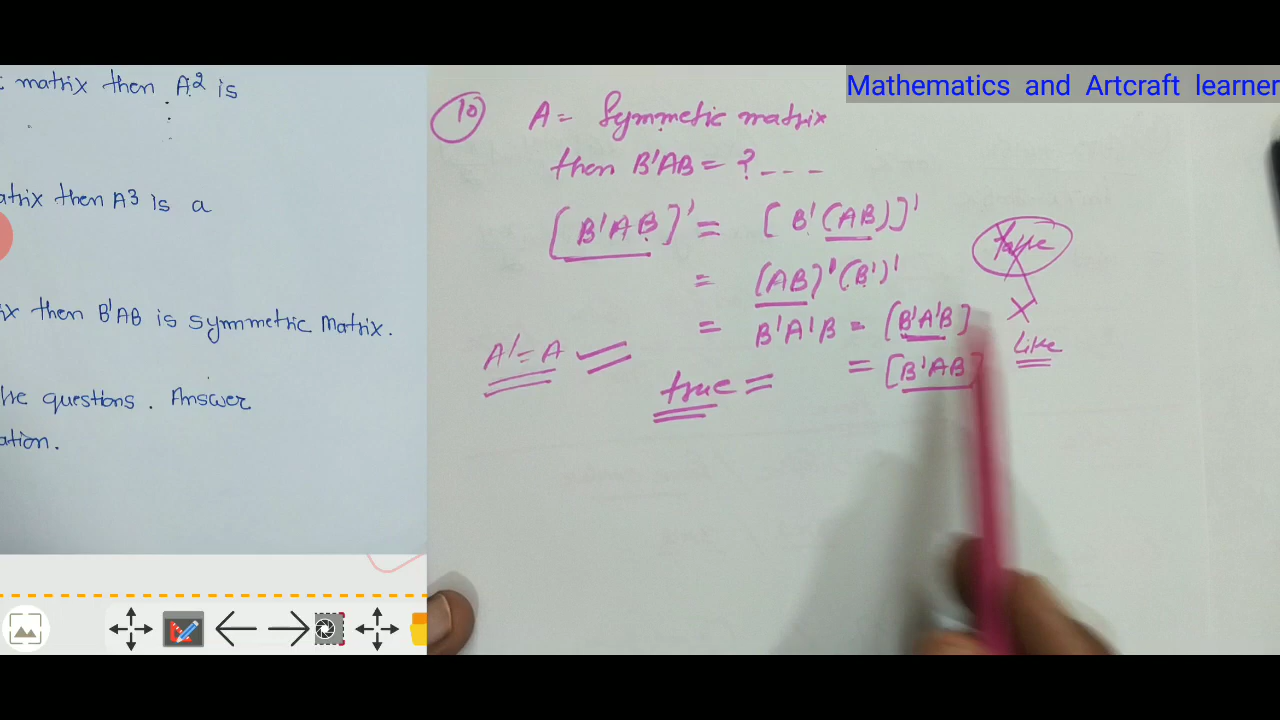 Mathematics and Artcraft learner
matrix then A2 is
atrix then A3 is a
ix then B'AB is symmetric Matrix.
he questions. Answer
ation.
10 A = Symmetic matrix
then B'AB = ? - - -
[B'AB]' = [B'(AB)]'
= (AB)'(B')'
= B'A'B = [B'A'B]
A' = A
= [B'AB]
true =
false
×
Like